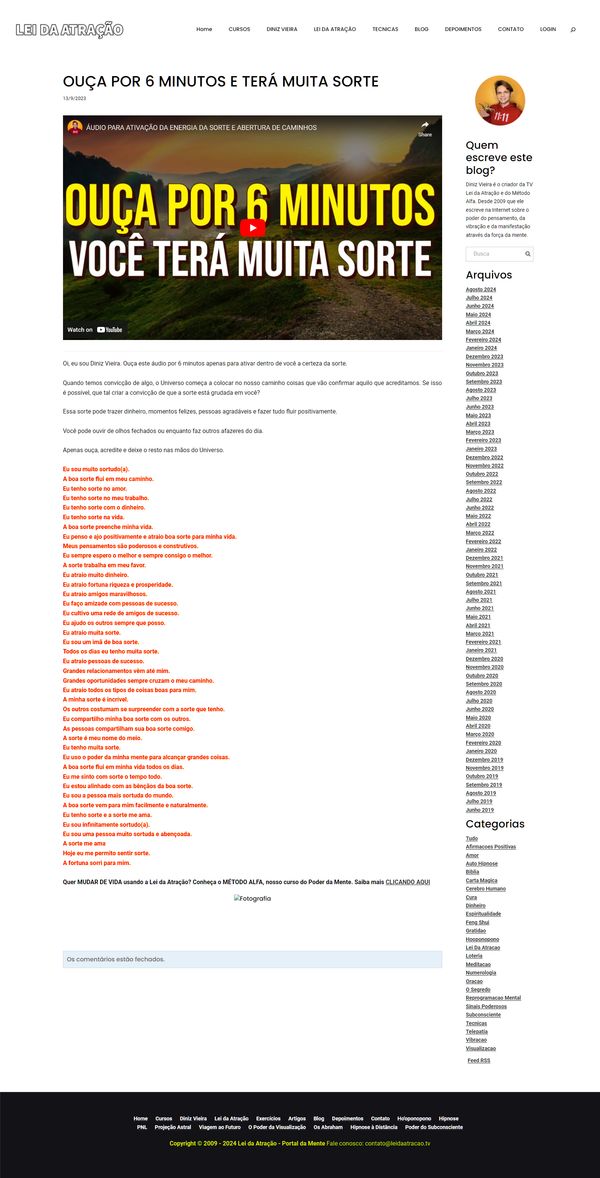 LEI DA ATRAÇÃO
Home CURSOS DINIZ VIEIRA LEI DA ATRAÇÃO TECNICAS BLOG DEPOIMENTOS CONTATO LOGIN
OUÇA POR 6 MINUTOS E TERÁ MUITA SORTE
13/9/2023
ÁUDIO PARA ATIVAÇÃO DA ENERGIA DA SORTE E ABERTURA DE CAMINHOS
Share
OUÇA POR 6 MINUTOS
VOCÊ TERÁ MUITA SORTE
Watch on YouTube
Oi, eu sou Diniz Vieira. Ouça este áudio por 6 minutos apenas para ativar dentro de você a certeza da sorte.
Quando temos convicção de algo, o Universo começa a colocar no nosso caminho coisas que vão confirmar aquilo que acreditamos. Se isso
é possível, que tal criar a convicção de que a sorte está grudada em você?
Essa sorte pode trazer dinheiro, momentos felizes, pessoas agradáveis e fazer tudo fluir positivamente.
Você pode ouvir de olhos fechados ou enquanto faz outros afazeres do dia.
Apenas ouça, acredite e deixe o resto nas mãos do Universo.
Eu sou muito sortudo(a).
A boa sorte flui em meu caminho.
Eu tenho sorte no amor.
Eu tenho sorte no meu trabalho.
Eu tenho sorte com o dinheiro.
Eu tenho sorte na vida.
A boa sorte preenche minha vida.
Eu penso e ajo positivamente e atraio boa sorte para minha vida.
Meus pensamentos são poderosos e construtivos.
Eu sempre espero o melhor e sempre consigo o melhor.
A sorte trabalha em meu favor.
Eu atraio muito dinheiro.
Eu atraio fortuna riqueza e prosperidade.
Eu atraio amigos maravilhosos.
Eu faço amizade com pessoas de sucesso.
Eu cultivo uma rede de amigos de sucesso.
Eu ajudo os outros sempre que posso.
Eu atraio muita sorte.
Eu sou um imã de boa sorte.
Todos os dias eu tenho muita sorte.
Eu atraio pessoas de sucesso.
Grandes relacionamentos vêm até mim.
Grandes oportunidades sempre cruzam o meu caminho.
Eu atraio todos os tipos de coisas boas para mim.
A minha sorte é incrível.
Os outros costumam se surpreender com a sorte que tenho.
Eu compartilho minha boa sorte com os outros.
As pessoas compartilham sua boa sorte comigo.
A sorte é meu nome do meio.
Eu tenho muita sorte.
Eu uso o poder da minha mente para alcançar grandes coisas.
A boa sorte flui em minha vida todos os dias.
Eu me sinto com sorte o tempo todo.
Eu estou alinhado com as bênçãos da boa sorte.
Eu sou a pessoa mais sortuda do mundo.
A boa sorte vem para mim facilmente e naturalmente.
Eu tenho sorte e a sorte me ama.
Eu sou infinitamente sortudo(a).
Eu sou uma pessoa muito sortuda e abençoada.
A sorte me ama
Hoje eu me permito sentir sorte.
A fortuna sorri para mim.
Quer MUDAR DE VIDA usando a Lei da Atração? Conheça o MÉTODO ALFA, nosso curso do Poder da Mente. Saiba mais CLICANDO AQUI
Fotografia
Os comentários estão fechados.
11:11
Quem
escreve este
blog?
Diniz Vieira é o criador da TV
Lei da Atração e do Método
Alfa. Desde 2009 que ele
escreve na Internet sobre o
poder do pensamento, da
vibração e da manifestação
através da força da mente.
Busca
Arquivos
Agosto 2024
Julho 2024
Junho 2024
Maio 2024
Abril 2024
Março 2024
Fevereiro 2024
Janeiro 2024
Dezembro 2023
Novembro 2023
Outubro 2023
Setembro 2023
Agosto 2023
Julho 2023
Junho 2023
Maio 2023
Abril 2023
Março 2023
Fevereiro 2023
Janeiro 2023
Dezembro 2022
Novembro 2022
Outubro 2022
Setembro 2022
Agosto 2022
Julho 2022
Junho 2022
Maio 2022
Abril 2022
Março 2022
Fevereiro 2022
Janeiro 2022
Dezembro 2021
Novembro 2021
Outubro 2021
Setembro 2021
Agosto 2021
Julho 2021
Junho 2021
Maio 2021
Abril 2021
Março 2021
Fevereiro 2021
Janeiro 2021
Dezembro 2020
Novembro 2020
Outubro 2020
Setembro 2020
Agosto 2020
Julho 2020
Junho 2020
Maio 2020
Abril 2020
Março 2020
Fevereiro 2020
Janeiro 2020
Dezembro 2019
Novembro 2019
Outubro 2019
Setembro 2019
Agosto 2019
Julho 2019
Junho 2019
Categorias
Tudo
Afirmacoes Positivas
Amor
Auto Hipnose
Biblia
Carta Magica
Cerebro Humano
Cura
Dinheiro
Espiritualidade
Feng Shui
Gratidao
Hooponopono
Lei Da Atracao
Loteria
Meditacao
Numerologia
Oracao
O Segredo
Reprogramacao Mental
Sinais Poderosos
Subconsciente
Tecnicas
Telepatia
Vibracao
Visualizacao
Feed RSS
Home Cursos Diniz Vieira Lei da Atração Exercícios Artigos Blog Depoimentos Contato Ho'oponopono Hipnose
PNL Projeção Astral Viagem ao Futuro O Poder da Visualização Os Abraham Hipnose à Distância Poder do Subconsciente
Copyright © 2009 - 2024 Lei da Atração - Portal da Mente Fale conosco: contato@leidaatracao.tv